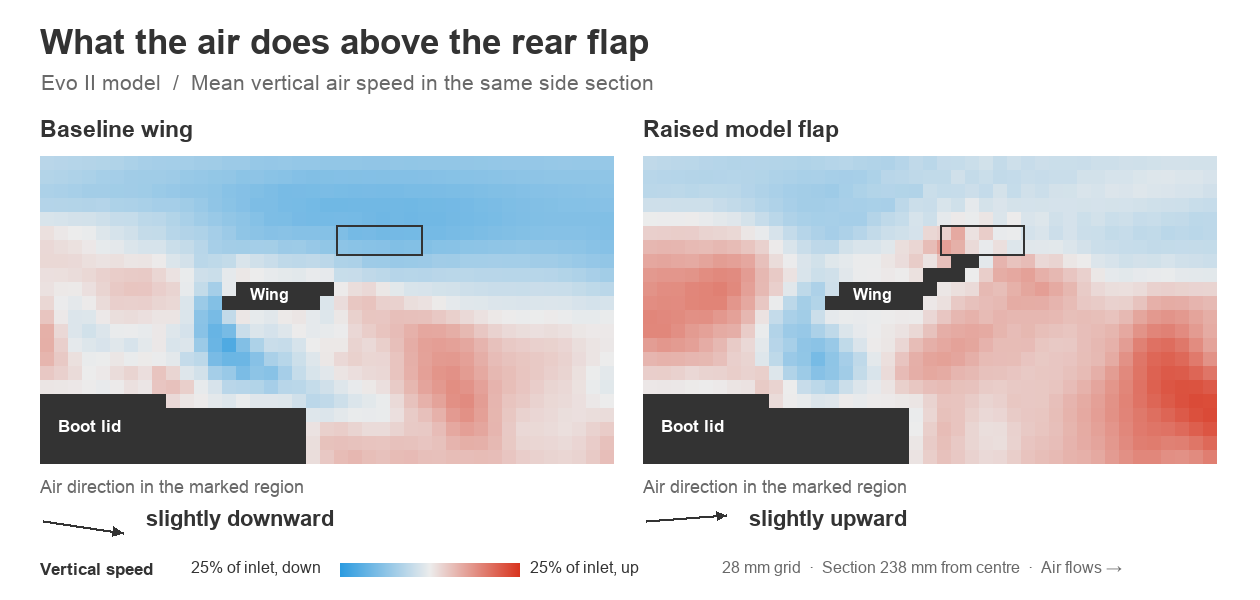 What the air does above the rear flap
Evo II model / Mean vertical air speed in the same side section
Baseline wing
Raised model flap
Wing
Boot lid
Wing
Boot lid
Air direction in the marked region
slightly downward
Air direction in the marked region
slightly upward
Vertical speed
25% of inlet, down
25% of inlet, up
28 mm grid · Section 238 mm from centre · Air flows →